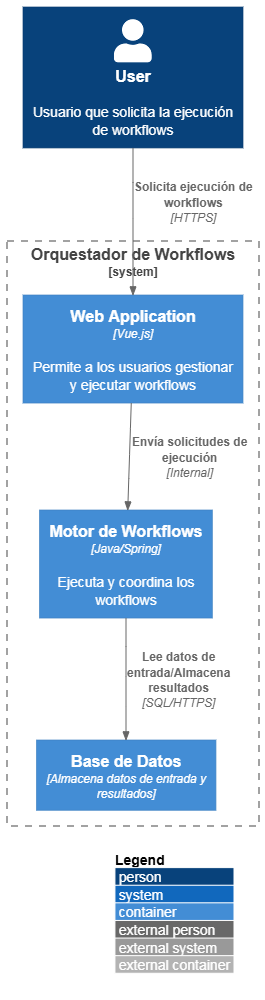 User
Usuario que solicita la ejecución
de workflows
Solicita ejecución de
workflows
[HTTPS]
Orquestador de Workflows
[system]
Web Application
[Vue.js]
Permite a los usuarios gestionar
y ejecutar workflows
Envía solicitudes de
ejecución
[Internal]
Motor de Workflows
[Java/Spring]
Ejecuta y coordina los
workflows
Lee datos de
entrada/Almacena
resultados
[SQL/HTTPS]
Base de Datos
[Almacena datos de entrada y
resultados]
Legend
person
system
container
external person
external system
external container